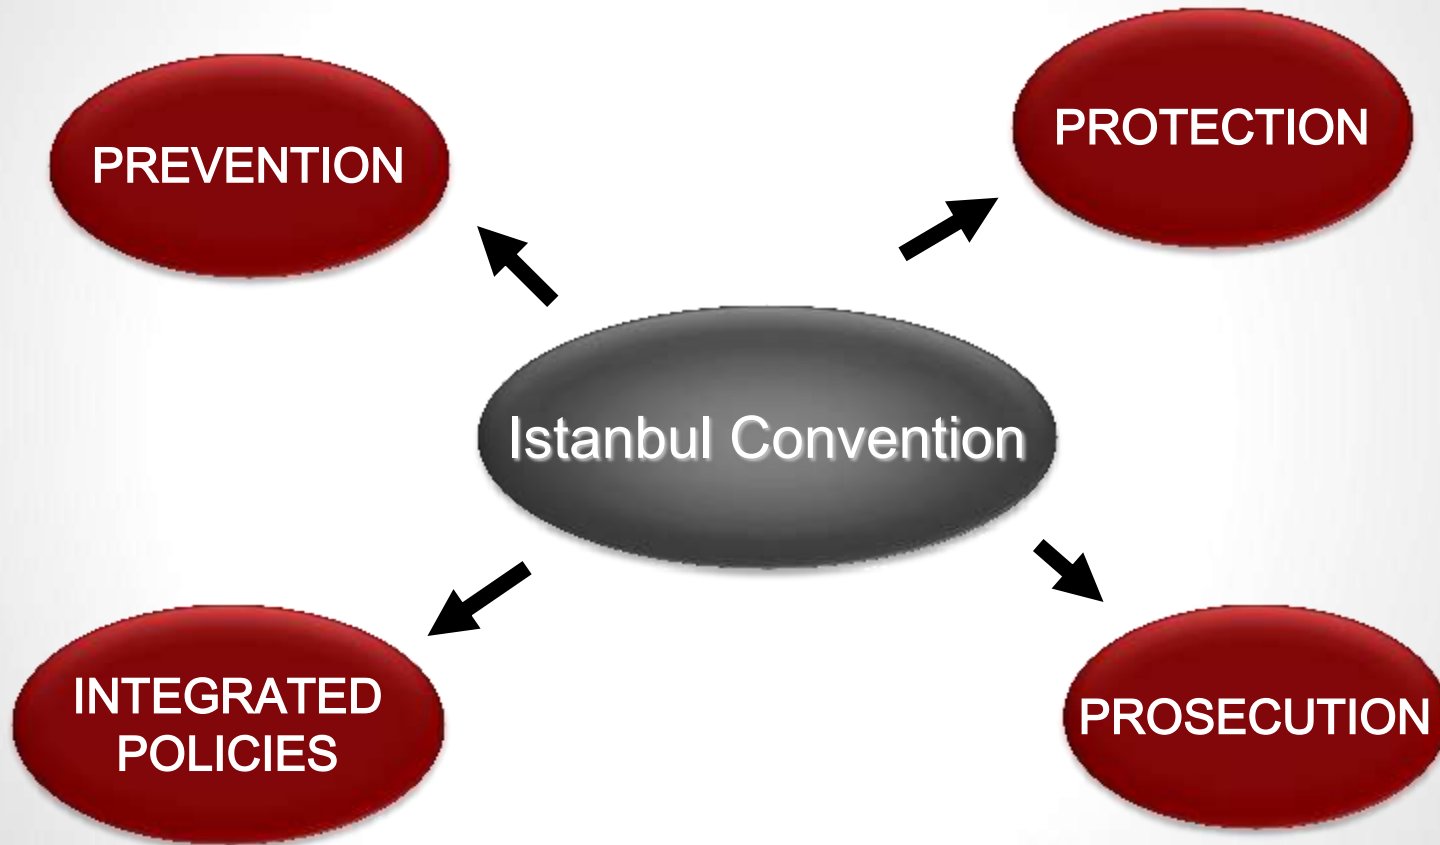 PREVENTION
PROTECTION
Istanbul Convention
INTEGRATED
POLICIES
PROSECUTION